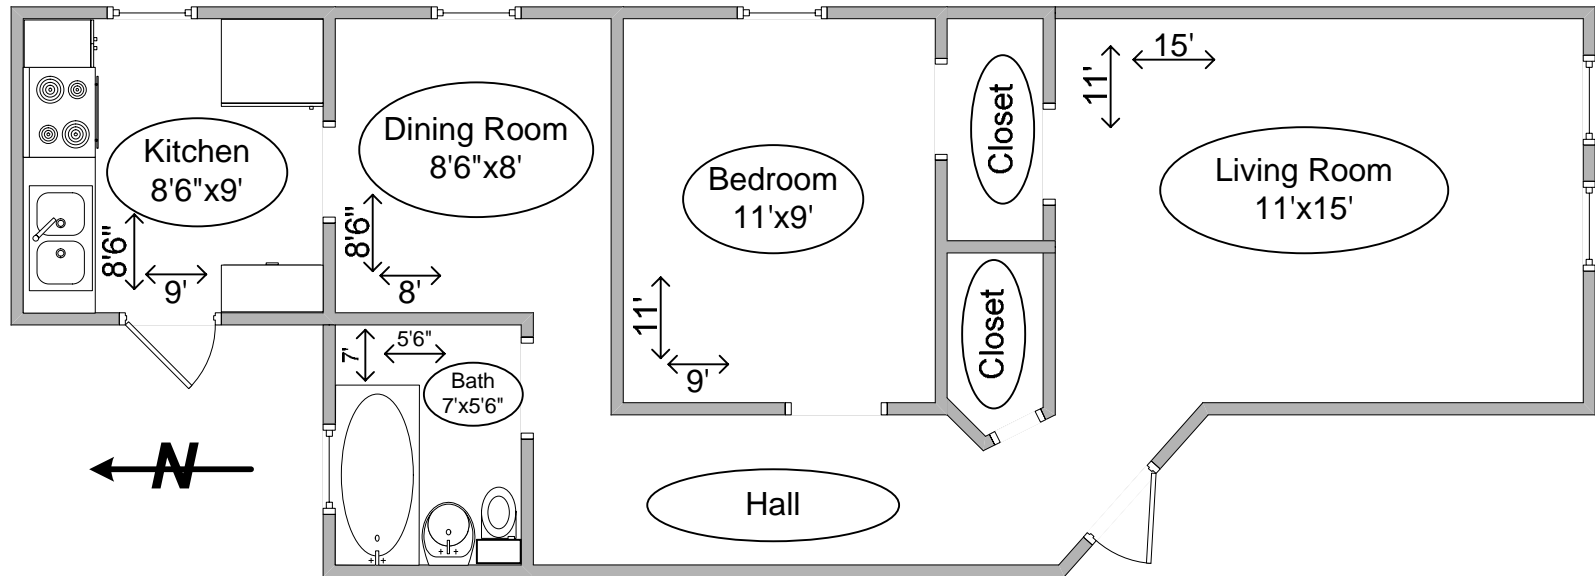 Kitchen
8'6"x9'
8'6"
9'
Dining Room
8'6"x8'
8'6"
8'
Bedroom
11'x9'
11'
9'
Closet
Closet
11'
15'
Living Room
11'x15'
7'
5'6"
Bath
7'x5'6"
N
Hall